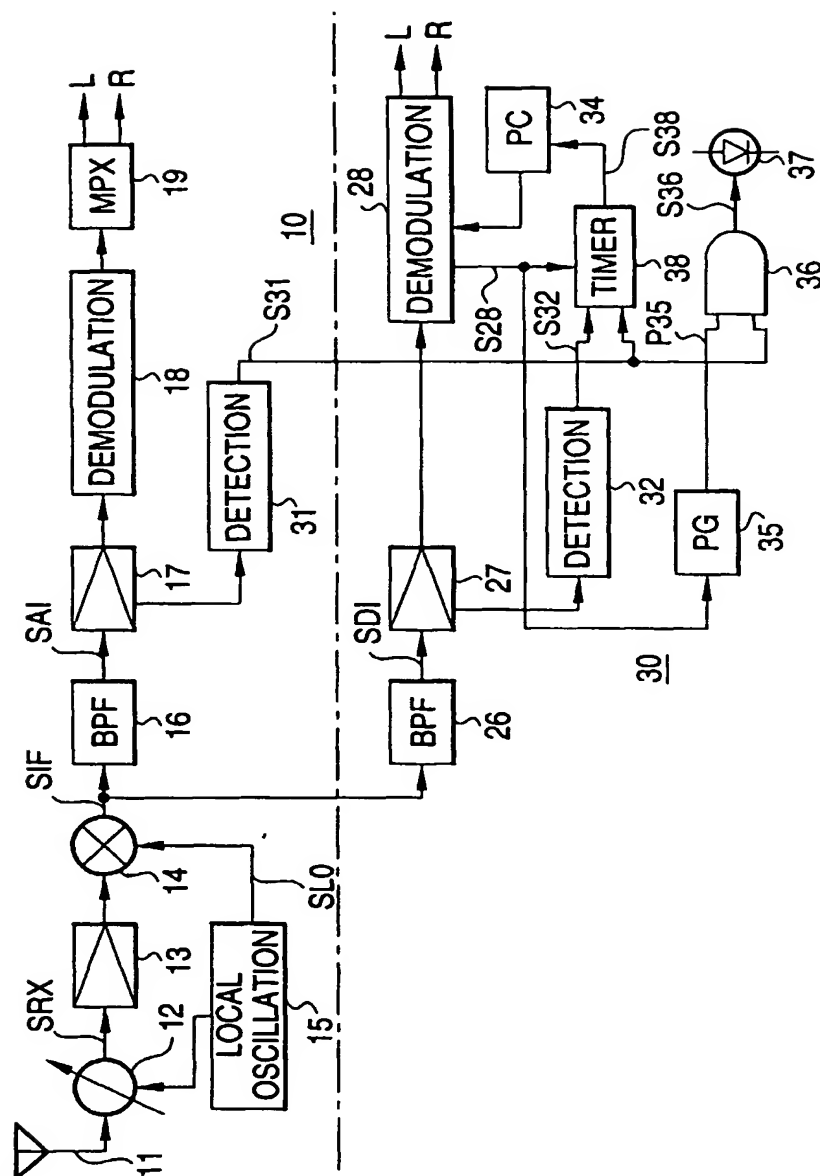 11
12
SRX
13
14
SIF
SL0
LOCAL
OSCILLATION
15
BPF
16
SAI
17
DEMODULATION
18
MPX
19
L
R
DETECTION
31
S31
10
BPF
26
SDI
27
DEMODULATION
28
L
R
PC
34
S38
S28
TIMER
38
S32
DETECTION
32
30
PG
35
P35
36
S36
37